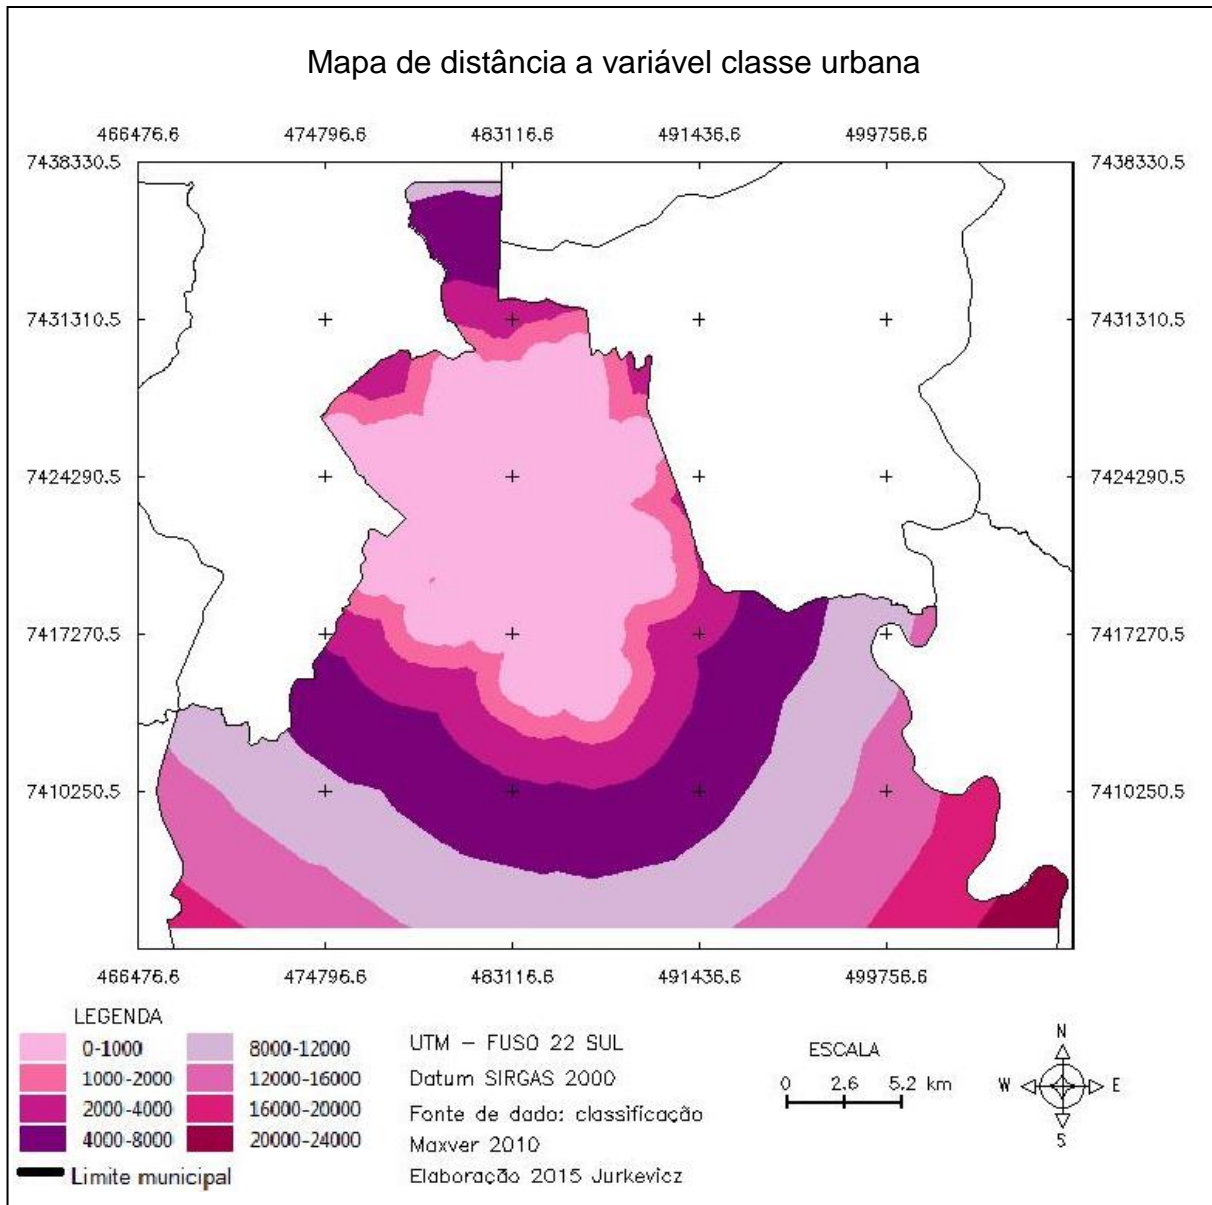 Mapa de distância a variável classe urbana
466476.6 474796.6 483116.6 491436.6 499756.6
7438330.5 7438330.5
7431310.5 7431310.5
7424290.5 7424290.5
7417270.5 7417270.5
7410250.5 7410250.5
466476.6 474796.6 483116.6 491436.6 499756.6
LEGENDA
0-1000
1000-2000
2000-4000
4000-8000
8000-12000
12000-16000
16000-20000
20000-24000
Limite municipal
UTM – FUSO 22 SUL
Datum SIRGAS 2000
Fonte de dado: classificação
Maxver 2010
Elaboração 2015 Jurkevicz
ESCALA
0 2.6 5.2 km
N
W E
S